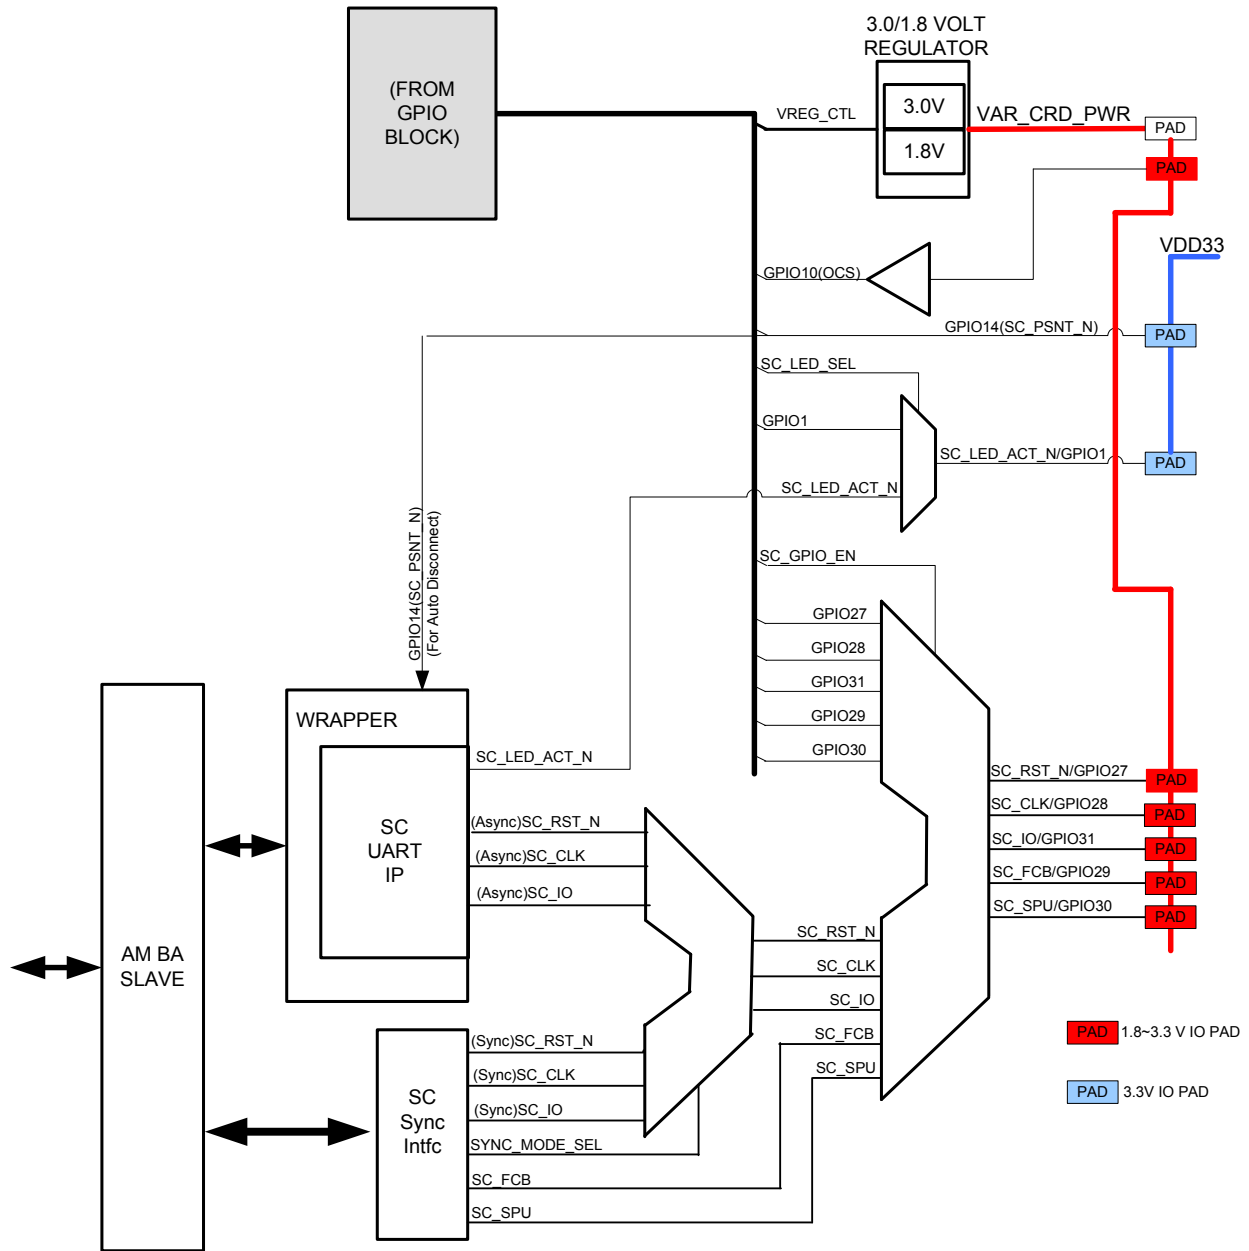 3.0/1.8 VOLT
REGULATOR
(FROM
GPIO
BLOCK)
3.0V
1.8V
VREG_CTL
VAR_CRD_PWR
PAD
PAD
VDD33
GPIO10(OCS)
GPIO14(SC_PSNT_N)
PAD
SC_LED_SEL
GPIO1
SC_LED_ACT_N/GPIO1
PAD
SC_LED_ACT_N
GPIO14(SC_PSNT_N)
(For Auto Disconnect)
SC_GPIO_EN
GPIO27
GPIO28
GPIO31
GPIO29
GPIO30
WRAPPER
SC_LED_ACT_N
SC
UART
IP
(Async)SC_RST_N
(Async)SC_CLK
(Async)SC_IO
SC_RST_N/GPIO27
PAD
SC_CLK/GPIO28
PAD
SC_IO/GPIO31
PAD
SC_FCB/GPIO29
PAD
SC_SPU/GPIO30
PAD
AM BA
SLAVE
SC_RST_N
SC_CLK
SC_IO
SC_FCB
SC_SPU
SC
Sync
Intfc
(Sync)SC_RST_N
(Sync)SC_CLK
(Sync)SC_IO
SYNC_MODE_SEL
SC_FCB
SC_SPU
PAD 1.8~3.3 V IO PAD
PAD 3.3V IO PAD